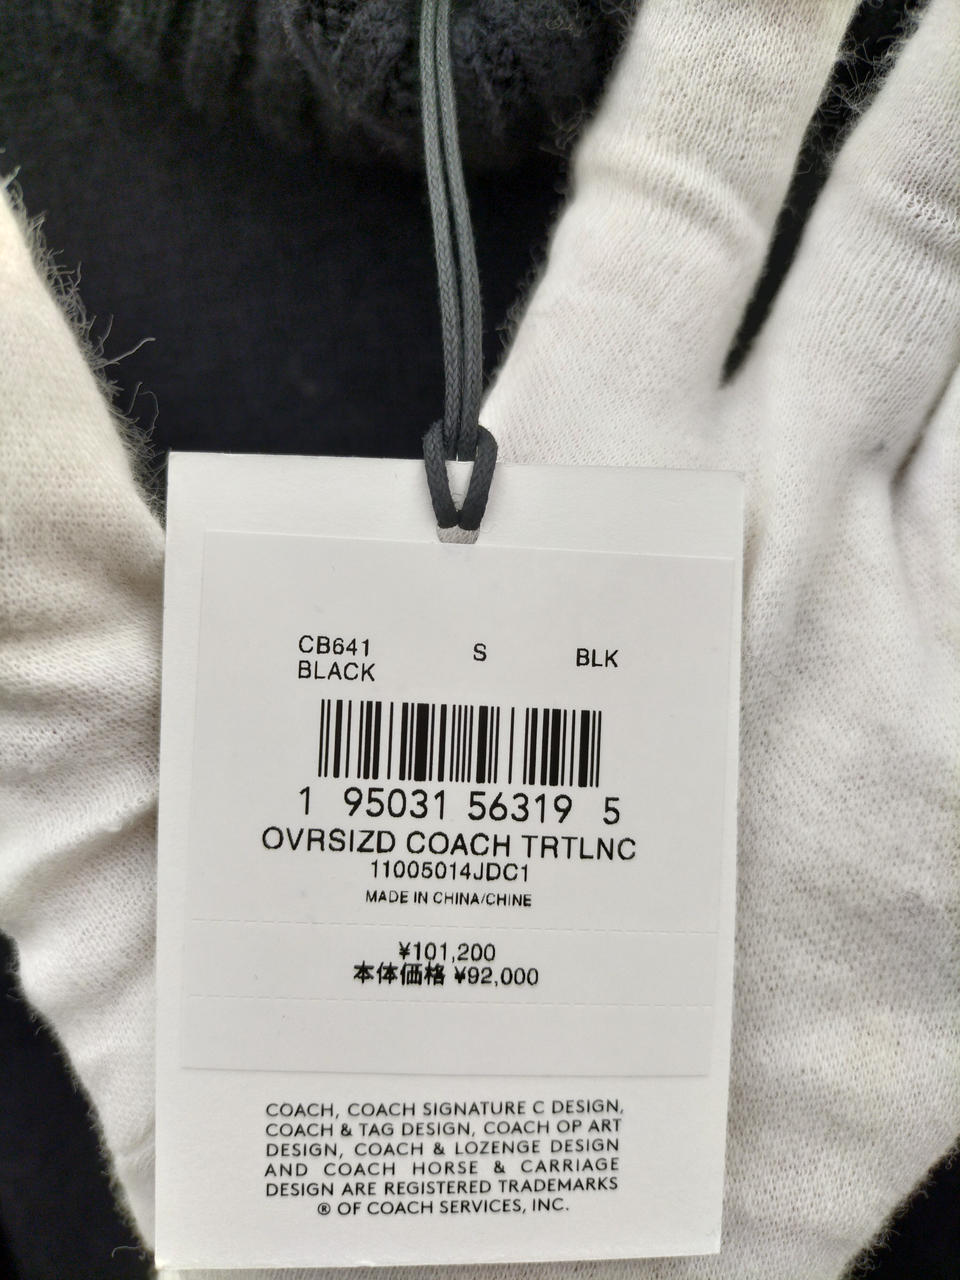 CB641 S BLK
BLACK
1 95031 56319 5
OVRSIZD COACH TRTLNC
11005014JDC1
MADE IN CHINA/CHINE
¥101,200
本体価格 ¥92,000
COACH, COACH SIGNATURE C DESIGN,
COACH & TAG DESIGN, COACH OP ART
DESIGN, COACH & LOZENGE DESIGN
AND COACH HORSE & CARRIAGE
DESIGN ARE REGISTERED TRADEMARKS
® OF COACH SERVICES, INC.